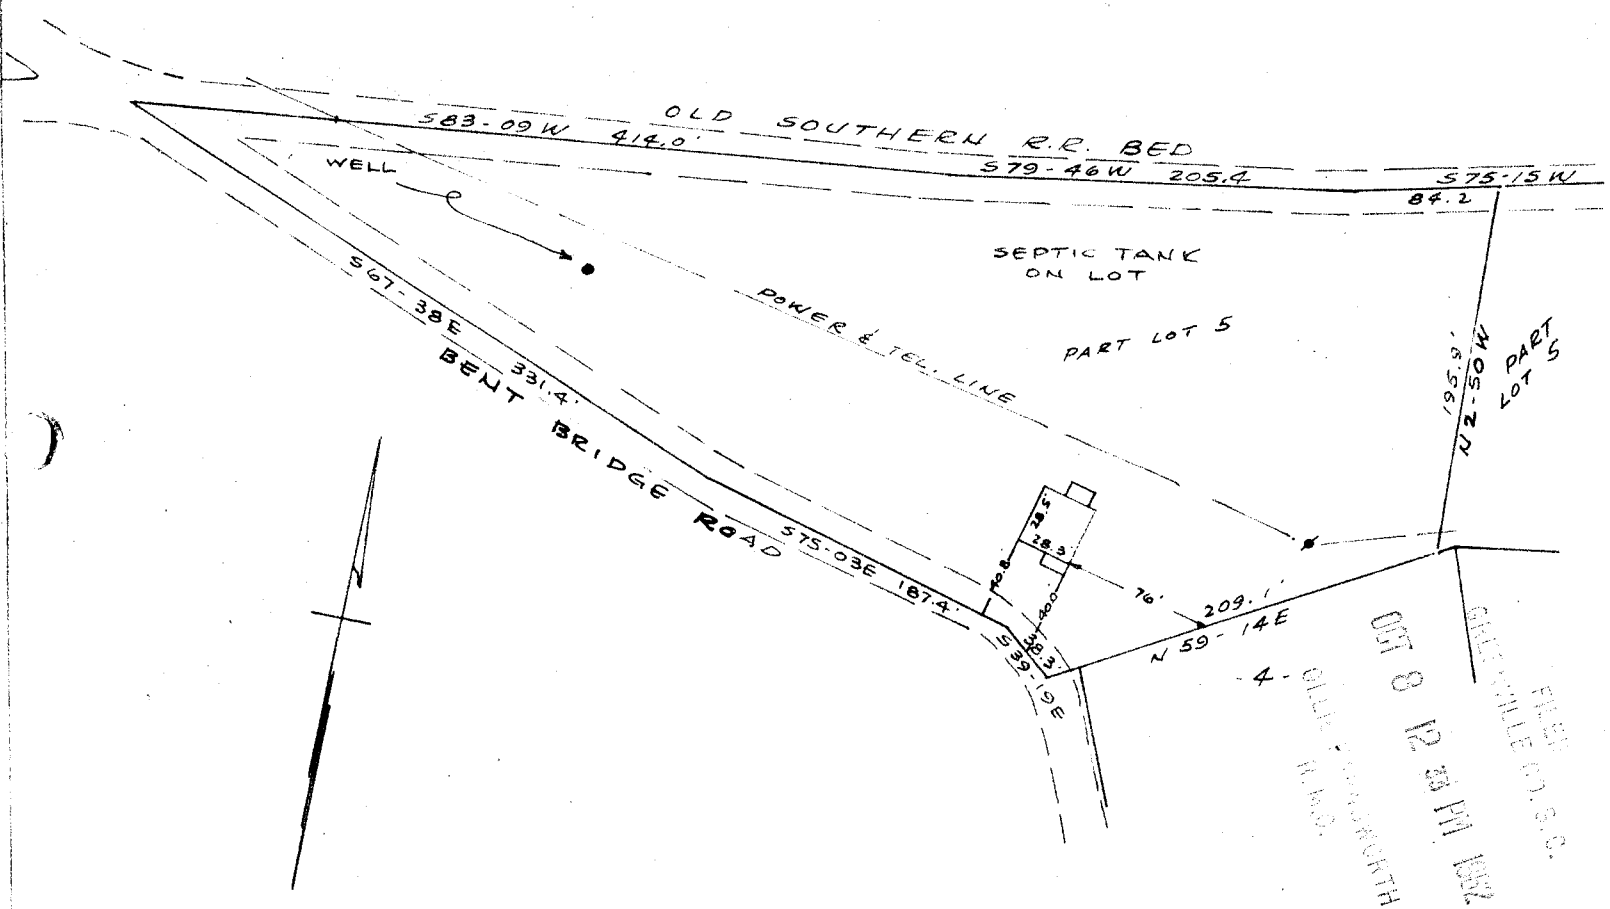 OLD SOUTHERN R.R. BED
S83-09W 414.0'
S79-46W 205.4
S75-15W
84.2
WELL
SEPTIC TANK
ON LOT
POWER & TEL. LINE
PART LOT 5
195.9'
N2-50W
PART
LOT 5
S67-38E 331.4'
BENT BRIDGE ROAD
S75-03E 187.4'
28.5'
28.3
40.8
40.0
76'
209.1'
N 59-14E
38.3'
S39-19E
-4-
GREENVILLE CO. S.C.
OCT 8 12 PM
R.M.C.